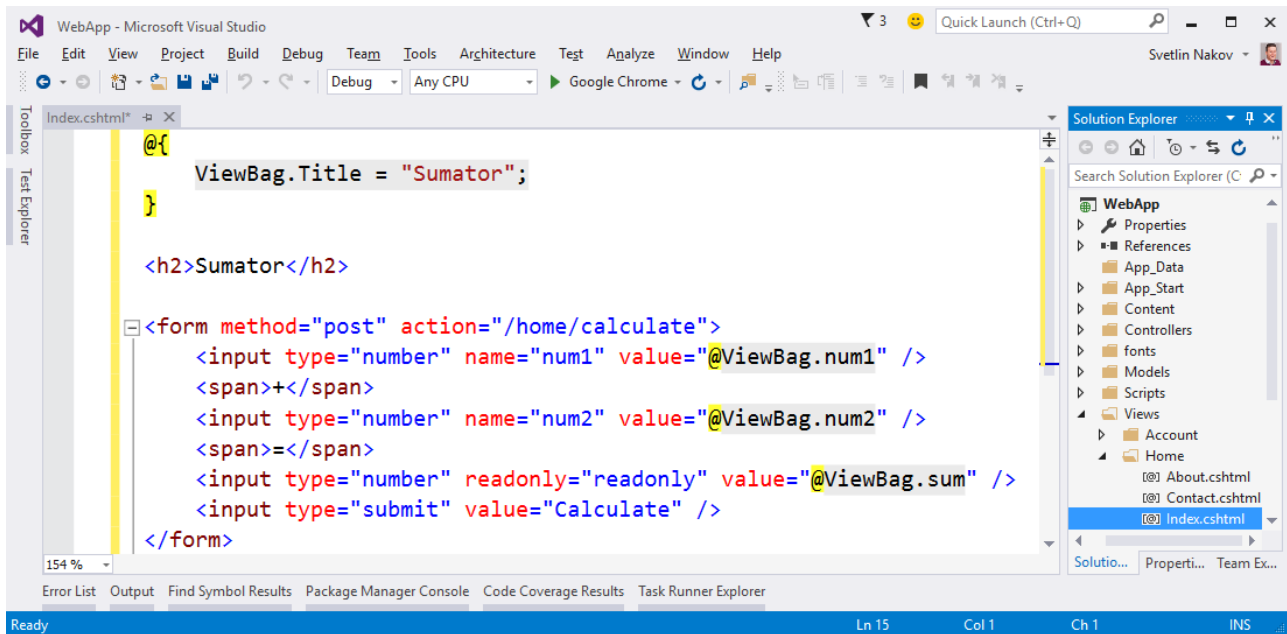 WebApp - Microsoft Visual Studio
3
Quick Launch (Ctrl+Q)
File Edit View Project Build Debug Team Tools Architecture Test Analyze Window Help
Svetlin Nakov
Debug Any CPU Google Chrome
Toolbox
Test Explorer
Index.cshtml*
@{
ViewBag.Title = "Sumator";
}
<h2>Sumator</h2>
<form method="post" action="/home/calculate">
<input type="number" name="num1" value="@ViewBag.num1" />
<span>+</span>
<input type="number" name="num2" value="@ViewBag.num2" />
<span>=</span>
<input type="number" readonly="readonly" value="@ViewBag.sum" />
<input type="submit" value="Calculate" />
</form>
154 %
Solution Explorer
Search Solution Explorer (C
WebApp
Properties
References
App_Data
App_Start
Content
Controllers
fonts
Models
Scripts
Views
Account
Home
About.cshtml
Contact.cshtml
Index.cshtml
Solutio... Properti... Team Ex...
Error List Output Find Symbol Results Package Manager Console Code Coverage Results Task Runner Explorer
Ready Ln 15 Col 1 Ch 1 INS